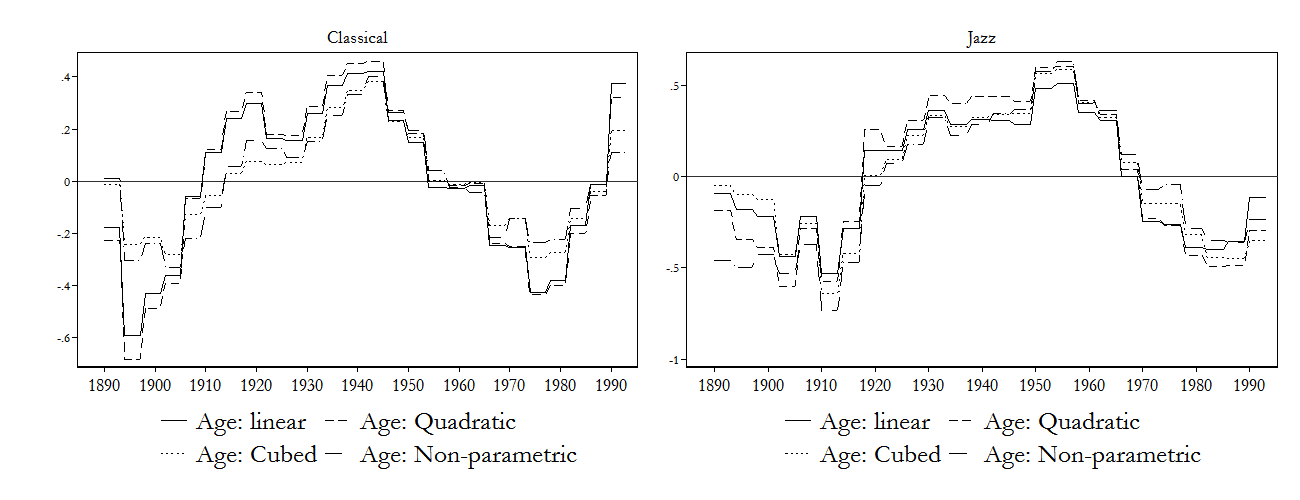 Classical
.4
.2
0
-.2
-.4
-.6
1890 1900 1910 1920 1930 1940 1950 1960 1970 1980 1990
Age: linear Age: Quadratic
Age: Cubed Age: Non-parametric
Jazz
.5
0
-.5
-1
1890 1900 1910 1920 1930 1940 1950 1960 1970 1980 1990
Age: linear Age: Quadratic
Age: Cubed Age: Non-parametric